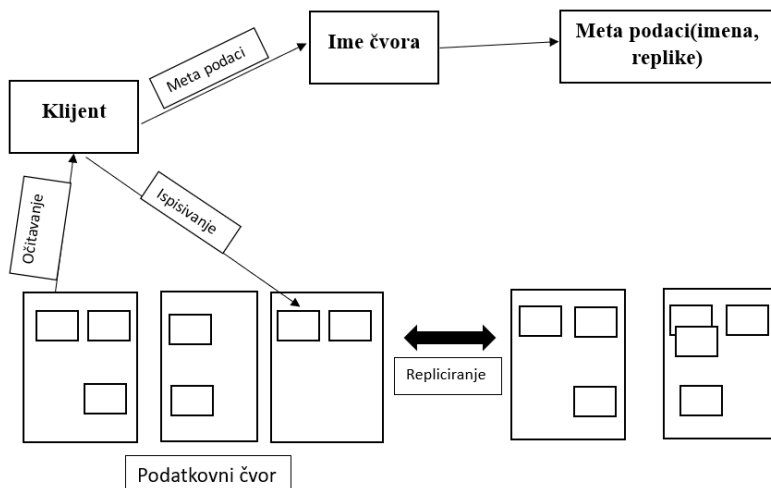 Ime čvora
Meta podaci(imena,
replike)
Meta podaci
Klijent
Očitavanje
Ispisivanje
Repliciranje
Podatkovni čvor